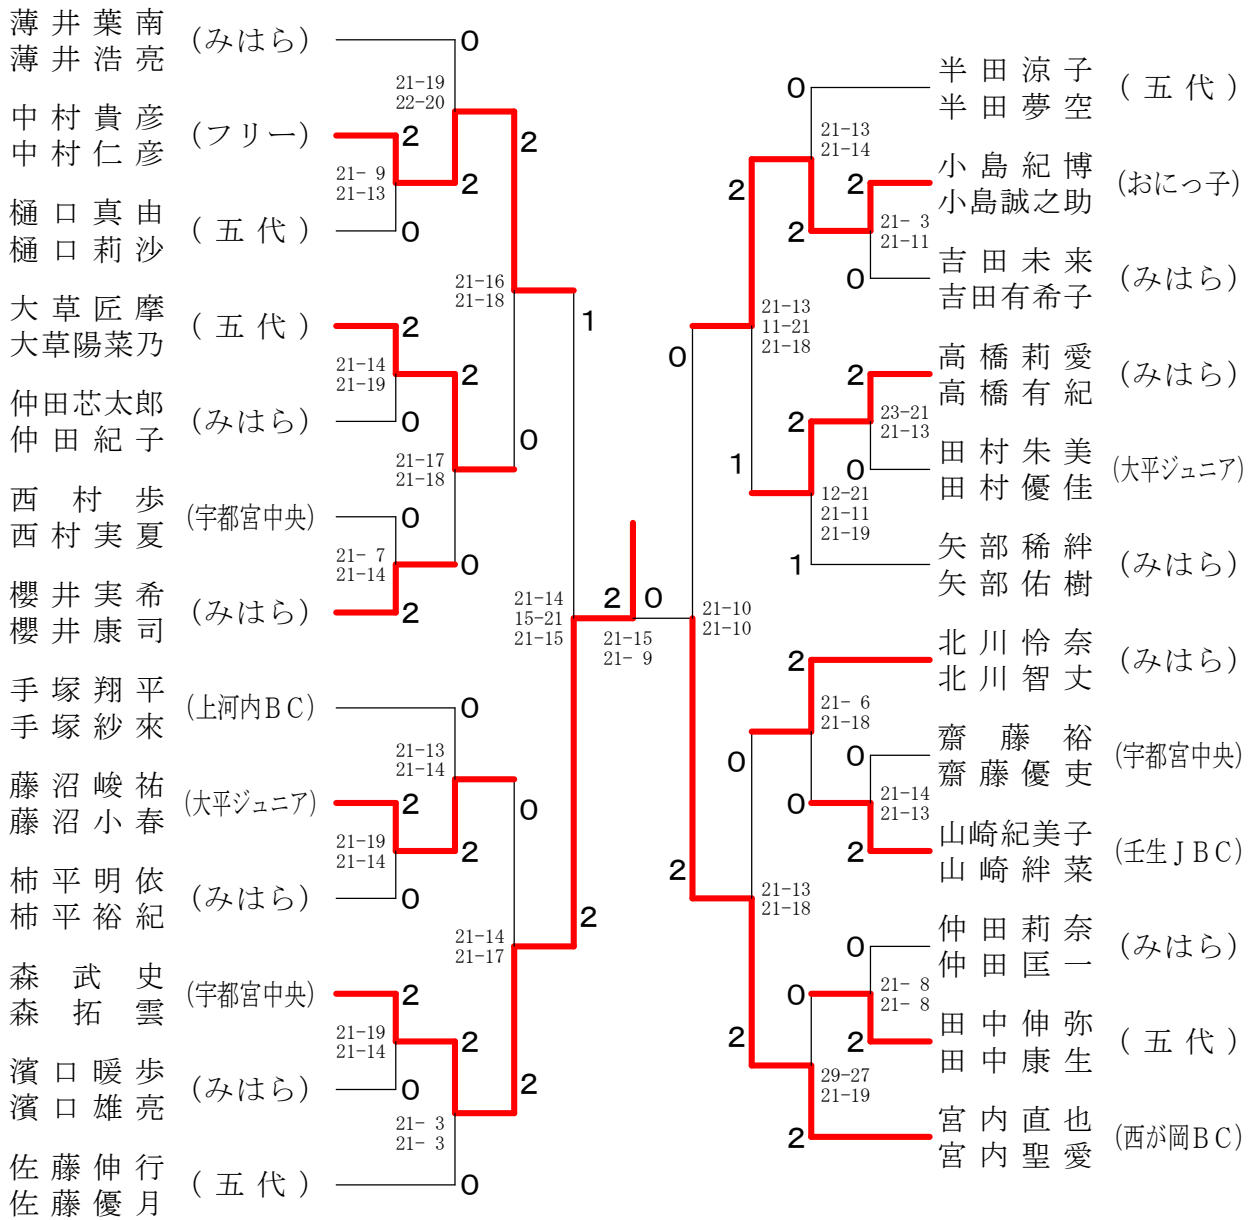 薄井葉南
薄井浩亮
(みはら)
0
21-19
22-20
中村貴彦
中村仁彦
(フリー)
2
2
2
21- 9
21-13
樋口真由
樋口莉沙
(五代)
0
21-16
21-18
大草匠摩
大草陽菜乃
(五代)
2
1
21-14
21-19
2
仲田芯太郎
仲田紀子
(みはら)
0
0
21-17
21-18
西村歩
西村実夏
(宇都宮中央)
0
21- 7
21-14
0
櫻井実希
櫻井康司
(みはら)
2
21-14
15-21
21-15
2
0
21-15
21- 9
手塚翔平
手塚紗來
(上河内BC)
0
21-13
21-14
藤沼峻祐
藤沼小春
(大平ジュニア)
2
0
21-19
21-14
2
柿平明依
柿平裕紀
(みはら)
0
2
21-14
21-17
森武史
森拓雲
(宇都宮中央)
2
21-19
21-14
2
濱口暖歩
濱口雄亮
(みはら)
0
2
21- 3
21- 3
佐藤伸行
佐藤優月
(五代)
0
半田涼子
半田夢空
(五代)
0
21-13
21-14
小島紀博
小島誠之助
(おにっ子)
2
2
2
21- 3
21-11
吉田未来
吉田有希子
(みはら)
0
21-13
11-21
21-18
0
高橋莉愛
高橋有紀
(みはら)
2
2
23-21
21-13
田村朱美
田村優佳
(大平ジュニア)
0
1
12-21
21-11
21-19
矢部稀絆
矢部佑樹
(みはら)
1
21-10
21-10
北川怜奈
北川智丈
(みはら)
2
21- 6
21-18
齋藤裕
齋藤優吏
(宇都宮中央)
0
0
21-14
21-13
0
山崎紀美子
山崎絆菜
(壬生JBC)
2
2
21-13
21-18
仲田莉奈
仲田匡一
(みはら)
0
21- 8
21- 8
0
田中伸弥
田中康生
(五代)
2
2
29-27
21-19
宮内直也
宮内聖愛
(西が岡BC)
2